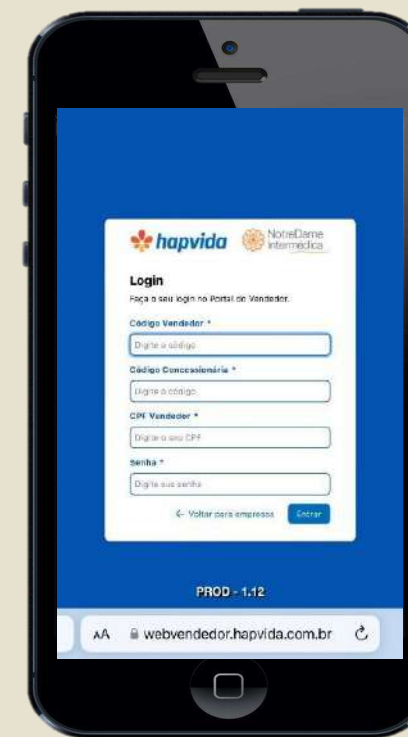 hapvida
NotreDame
Intermédica
Login
Faça o seu login no Portal do Vendedor.
Código Vendedor *
Digite o código
Código Concessionária *
Digite o código
CPF Vendedor *
Digite o seu CPF
Senha *
Digite sua senha
← Voltar para empresas Entrar
PROD - 1.12
AA webvendedor.hapvida.com.br